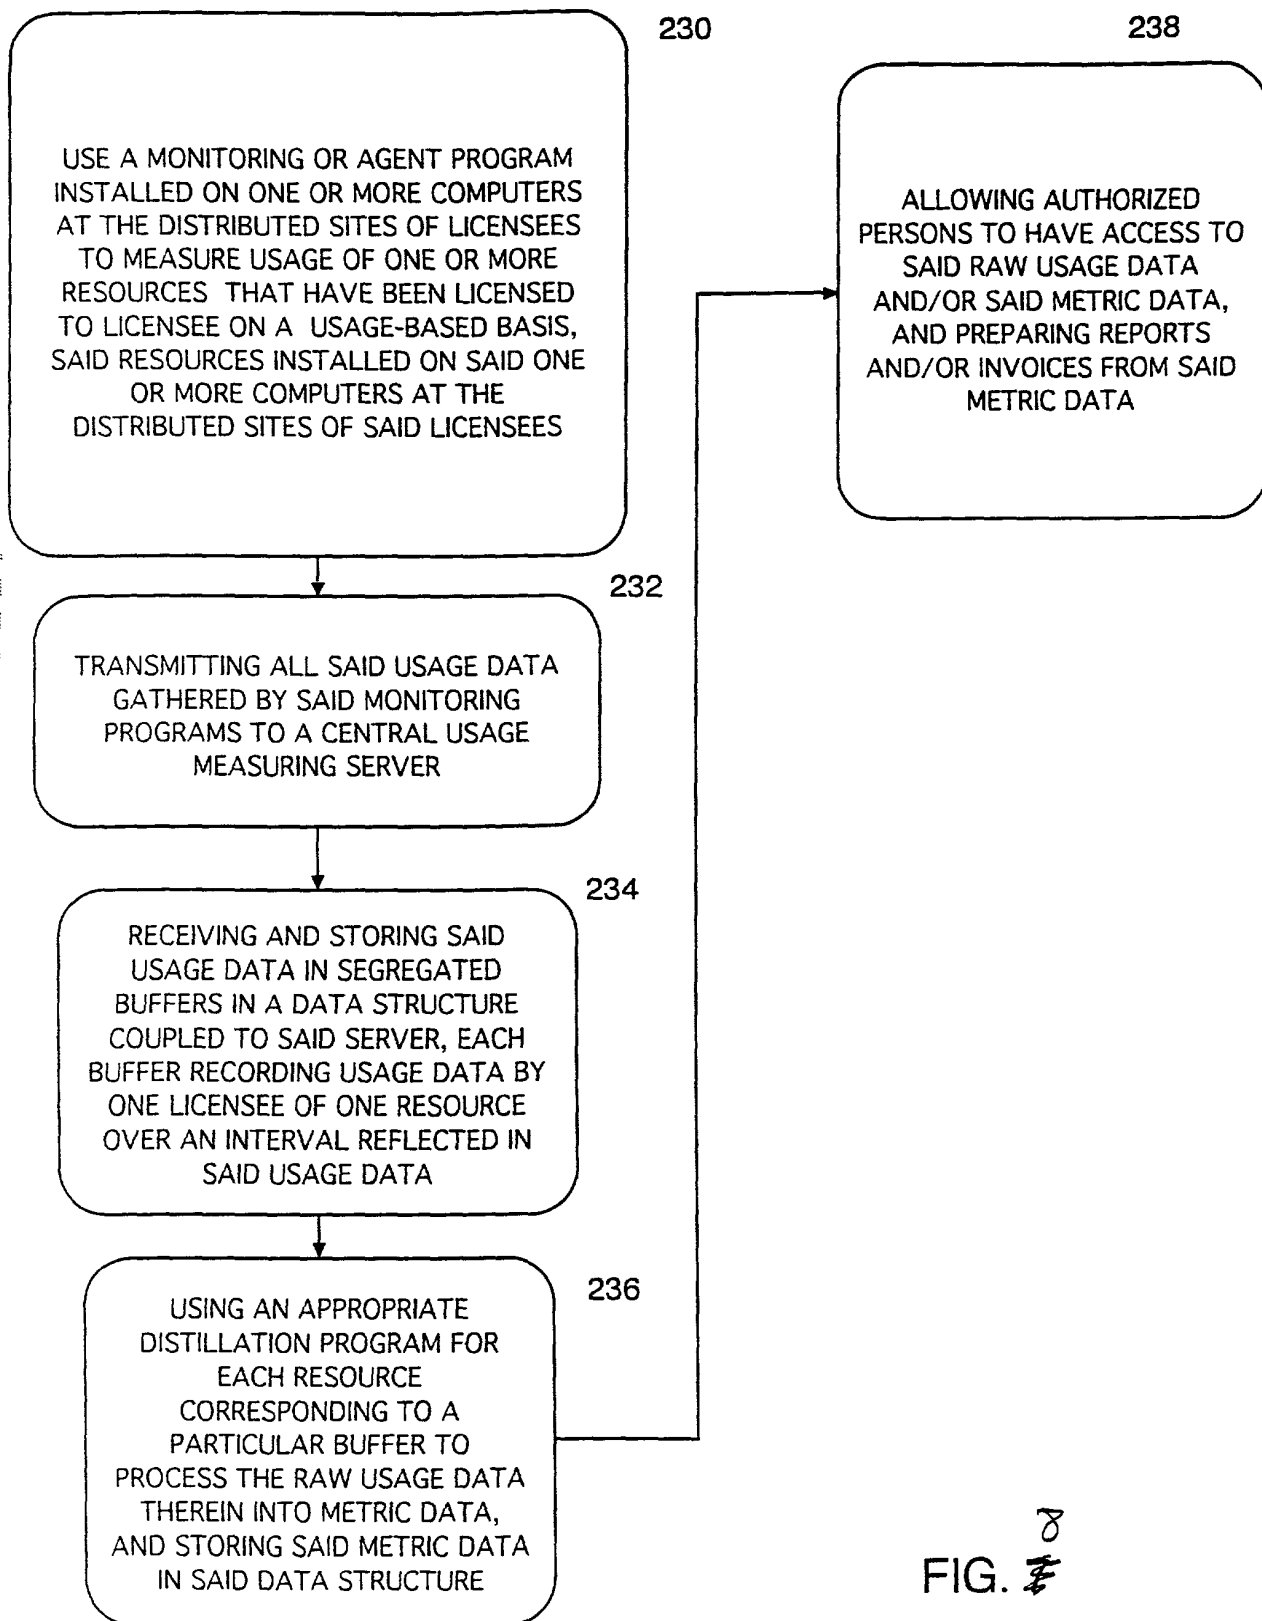 230
USE A MONITORING OR AGENT PROGRAM
INSTALLED ON ONE OR MORE COMPUTERS
AT THE DISTRIBUTED SITES OF LICENSEES
TO MEASURE USAGE OF ONE OR MORE
RESOURCES THAT HAVE BEEN LICENSED
TO LICENSEE ON A USAGE-BASED BASIS,
SAID RESOURCES INSTALLED ON SAID ONE
OR MORE COMPUTERS AT THE
DISTRIBUTED SITES OF SAID LICENSEES
232
TRANSMITTING ALL SAID USAGE DATA
GATHERED BY SAID MONITORING
PROGRAMS TO A CENTRAL USAGE
MEASURING SERVER
234
RECEIVING AND STORING SAID
USAGE DATA IN SEGREGATED
BUFFERS IN A DATA STRUCTURE
COUPLED TO SAID SERVER, EACH
BUFFER RECORDING USAGE DATA BY
ONE LICENSEE OF ONE RESOURCE
OVER AN INTERVAL REFLECTED IN
SAID USAGE DATA
236
USING AN APPROPRIATE
DISTILLATION PROGRAM FOR
EACH RESOURCE
CORRESPONDING TO A
PARTICULAR BUFFER TO
PROCESS THE RAW USAGE DATA
THEREIN INTO METRIC DATA,
AND STORING SAID METRIC DATA
IN SAID DATA STRUCTURE
238
ALLOWING AUTHORIZED
PERSONS TO HAVE ACCESS TO
SAID RAW USAGE DATA
AND/OR SAID METRIC DATA,
AND PREPARING REPORTS
AND/OR INVOICES FROM SAID
METRIC DATA
8
FIG.